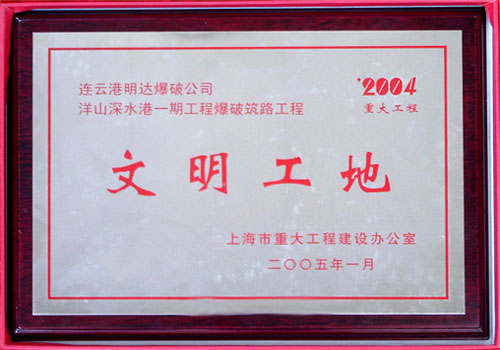 连云港明达爆破公司
洋山深水港一期工程爆破筑路工程
2004
重大工程
文明工地
上海市重大工程建设办公室
二〇〇五年一月